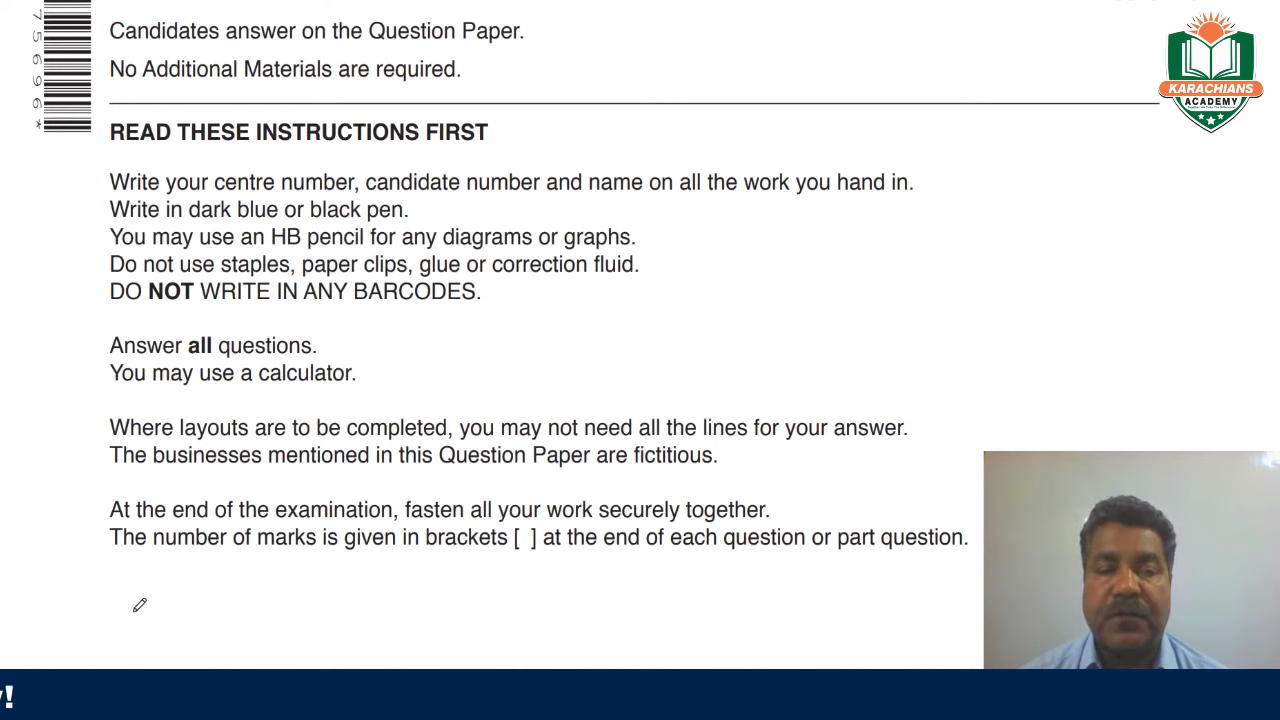 75696*
Candidates answer on the Question Paper.
No Additional Materials are required.
KARACHIANS
ACADEMY
READ THESE INSTRUCTIONS FIRST
Write your centre number, candidate number and name on all the work you hand in.
Write in dark blue or black pen.
You may use an HB pencil for any diagrams or graphs.
Do not use staples, paper clips, glue or correction fluid.
DO NOT WRITE IN ANY BARCODES.
Answer all questions.
You may use a calculator.
Where layouts are to be completed, you may not need all the lines for your answer.
The businesses mentioned in this Question Paper are fictitious.
At the end of the examination, fasten all your work securely together.
The number of marks is given in brackets [ ] at the end of each question or part question.
y!